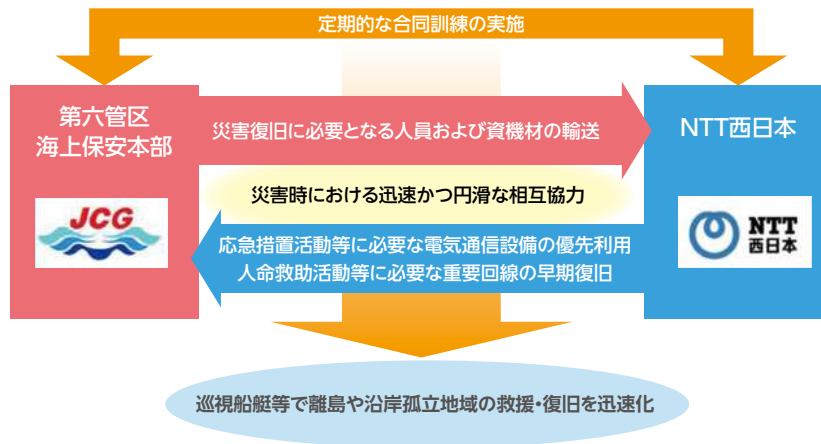 定期的な合同訓練の実施
第六管区
海上保安本部
JCG
災害復旧に必要となる人員および資機材の輸送
NTT西日本
NTT
西日本
災害時における迅速かつ円滑な相互協力
応急措置活動等に必要な電気通信設備の優先利用
人命救助活動等に必要な重要回線の早期復旧
巡視船艇等で離島や沿岸孤立地域の救援・復旧を迅速化